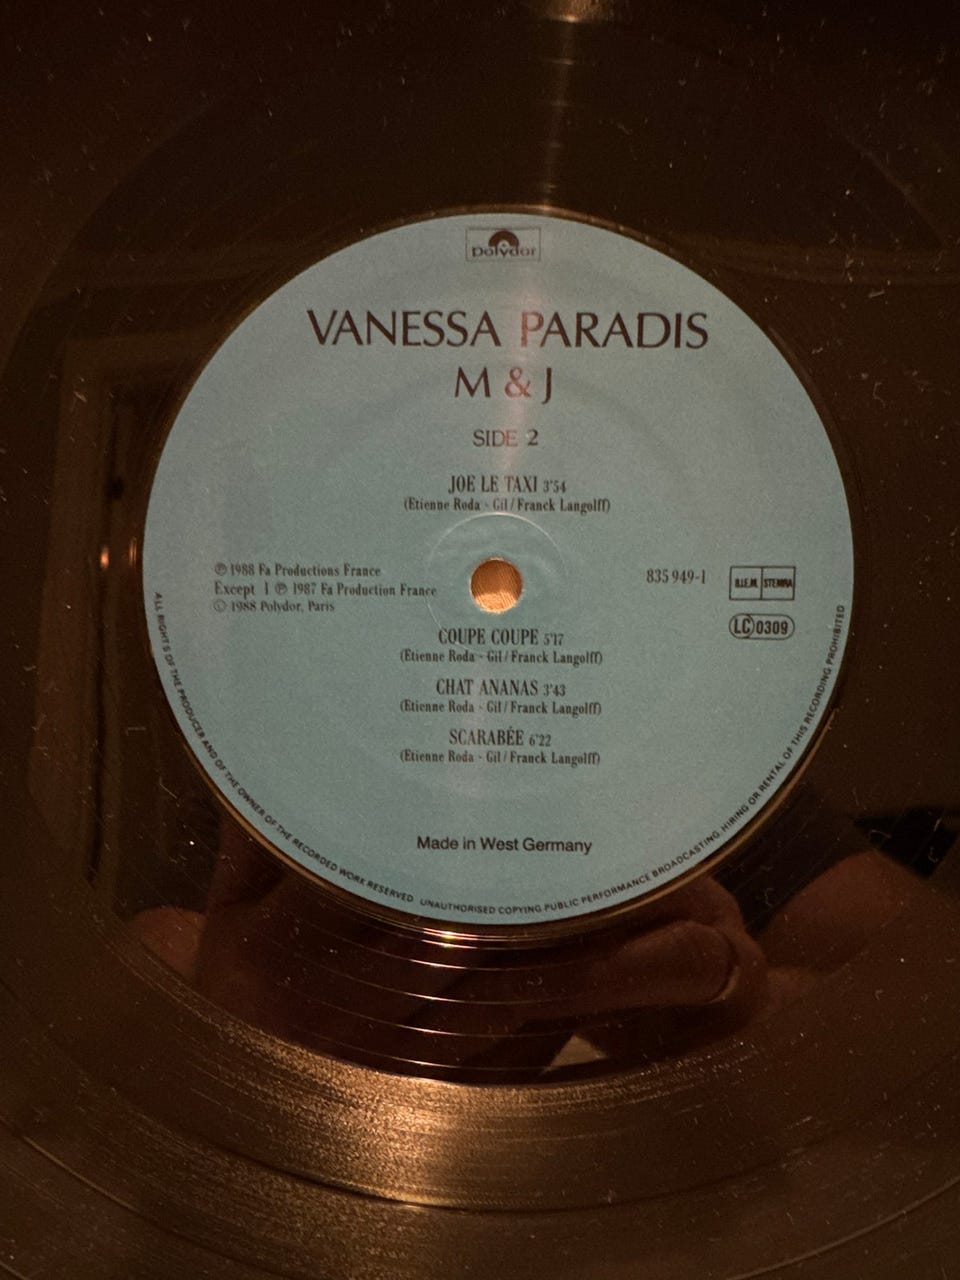 polydor
VANESSA PARADIS
M & J
SIDE 2
JOE LE TAXI 3'54
(Etienne Roda - Gil / Franck Langolff)
℗ 1988 Fa Productions France
Except 1 ℗ 1987 Fa Production France
© 1988 Polydor, Paris
835 949-1
B.I.E.M. STEMRA
LC 0309
COUPE COUPE 5'17
(Etienne Roda - Gil / Franck Langolff)
CHAT ANANAS 3'43
(Etienne Roda - Gil / Franck Langolff)
SCARABÉE 6'22
(Etienne Roda - Gil / Franck Langolff)
Made in West Germany
ALL RIGHTS OF THE PRODUCER AND OF THE OWNER OF THE RECORDED WORK RESERVED UNAUTHORISED COPYING PUBLIC PERFORMANCE BROADCASTING. HIRING OR RENTAL OF THIS RECORDING PROHIBITED